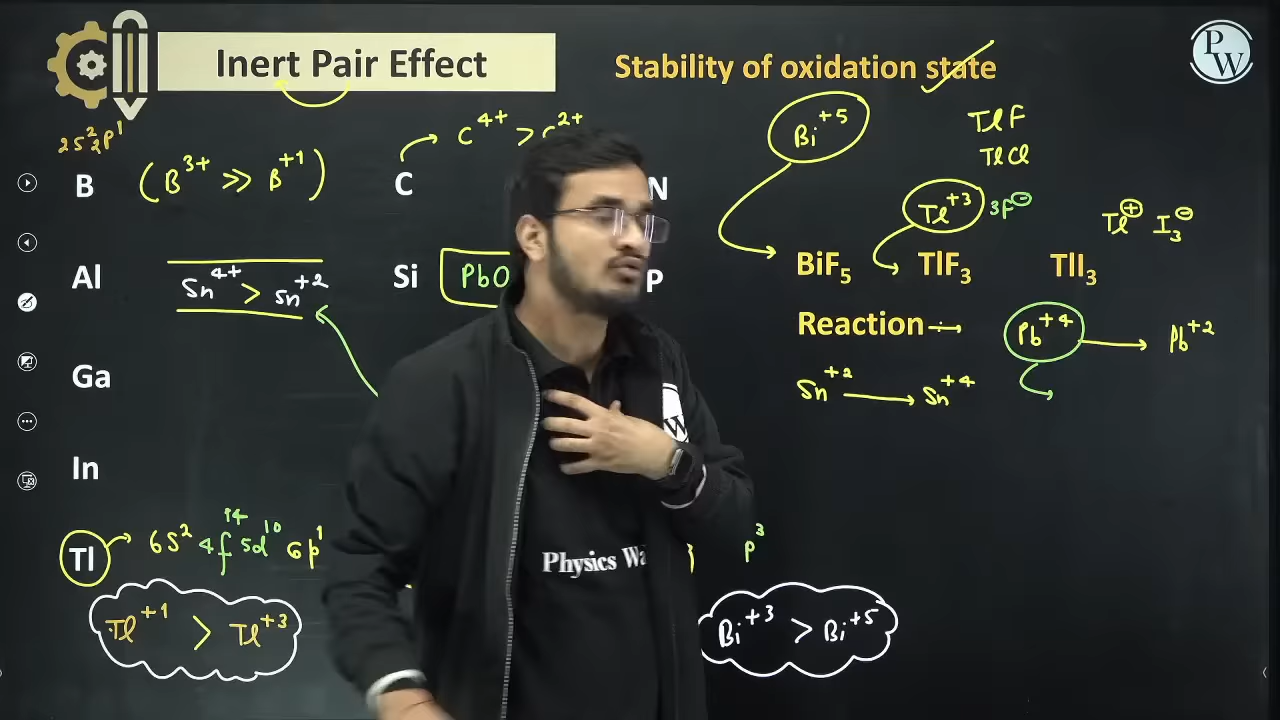 Inert Pair Effect
Stability of oxidation state
PW
2s² 2p¹
B (B³⁺ >> B⁺¹)
C C⁴⁺ > C²⁺
N
Bi⁺⁵
TlF
TlCl
Tl⁺³ 3F⊖
Tl⊕ I₃⊖
Al
Sn⁴⁺ > Sn⁺²
Si PbO
P
BiF₅ TlF₃ TlI₃
Reaction → Pb⁺⁴ → Pb⁺²
Ga
Sn⁺² → Sn⁺⁴
In
Tl → 6s² 4f¹⁴ 5d¹⁰ 6p¹
p³
Physics Wa
W
Tl⁺¹ > Tl⁺³
Bi⁺³ > Bi⁺⁵